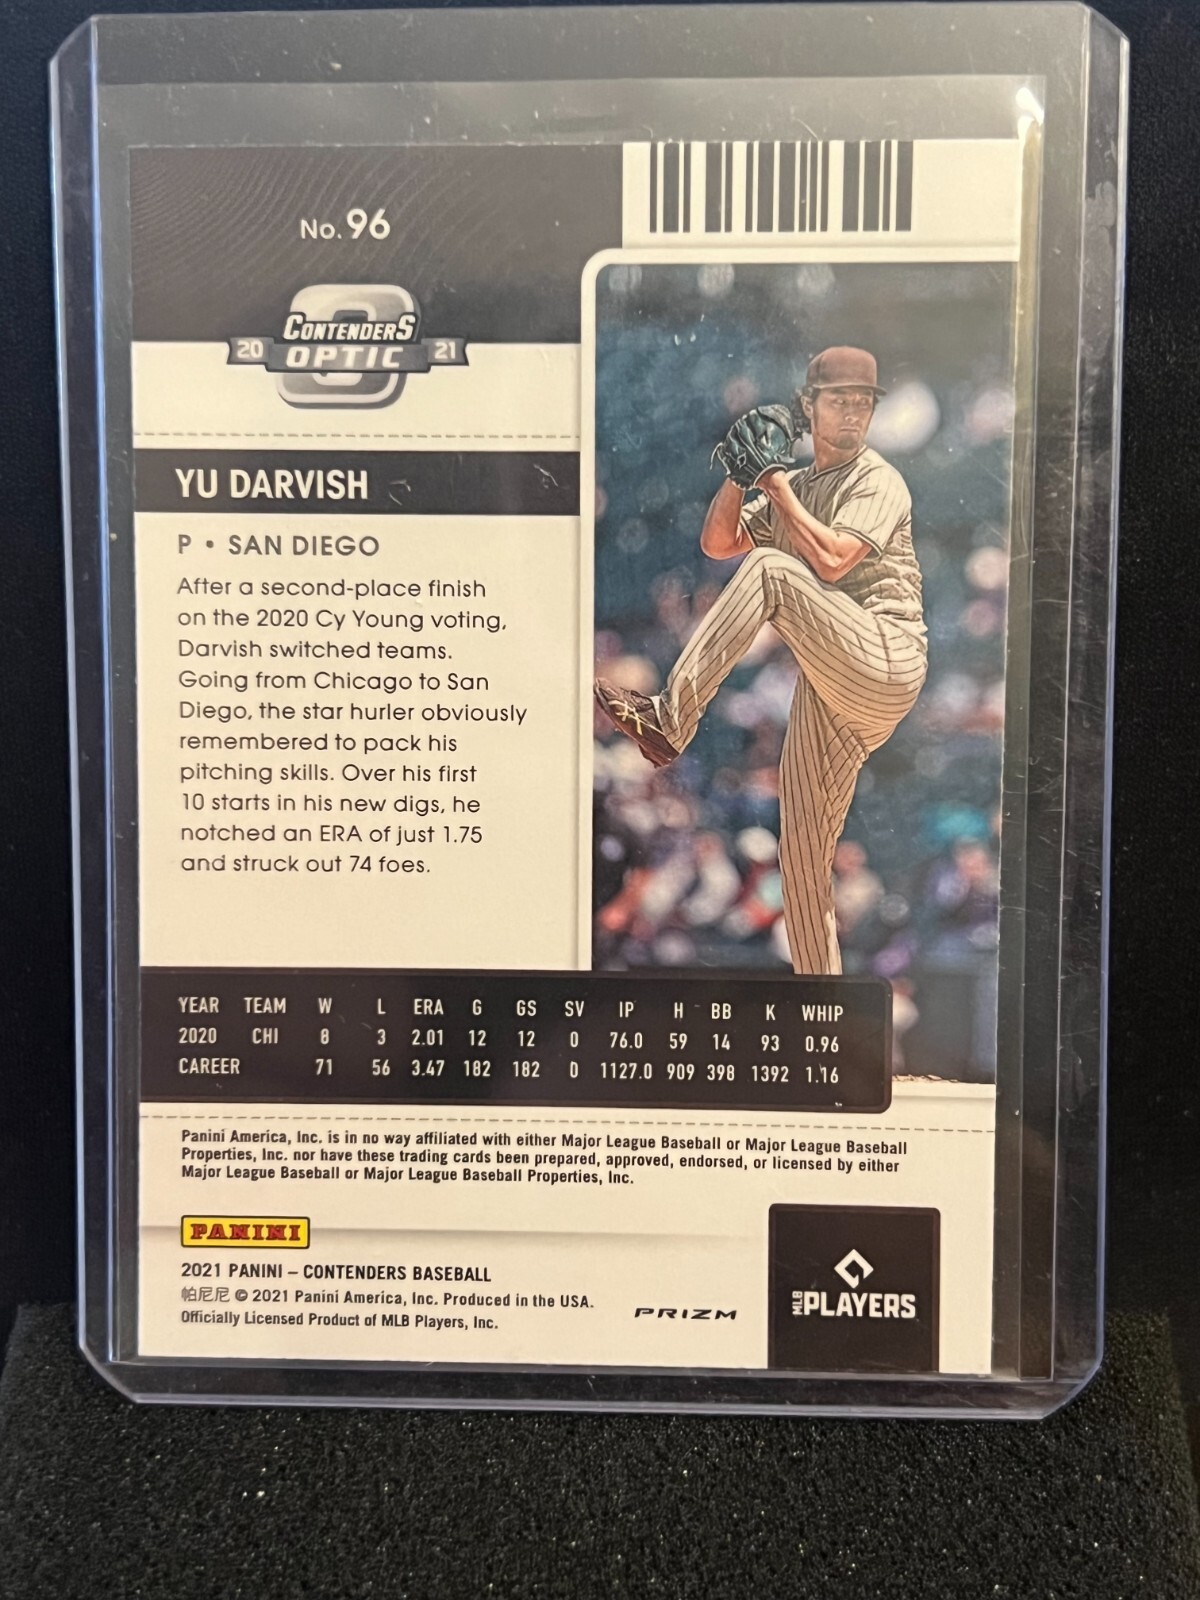 No. 96
CONTENDERS
20 OPTIC 21
YU DARVISH
P • SAN DIEGO
After a second-place finish
on the 2020 Cy Young voting,
Darvish switched teams.
Going from Chicago to San
Diego, the star hurler obviously
remembered to pack his
pitching skills. Over his first
10 starts in his new digs, he
notched an ERA of just 1.75
and struck out 74 foes.
YEAR TEAM W L ERA G GS SV IP H BB K WHIP
2020 CHI 8 3 2.01 12 12 0 76.0 59 14 93 0.96
CAREER 71 56 3.47 182 182 0 1127.0 909 398 1392 1.16
Panini America, Inc. is in no way affiliated with either Major League Baseball or Major League Baseball
Properties, Inc. nor have these trading cards been prepared, approved, endorsed, or licensed by either
Major League Baseball or Major League Baseball Properties, Inc.
PANINI
2021 PANINI – CONTENDERS BASEBALL
帕尼尼 © 2021 Panini America, Inc. Produced in the USA.
Officially Licensed Product of MLB Players, Inc.
PRIZM
MLB PLAYERS